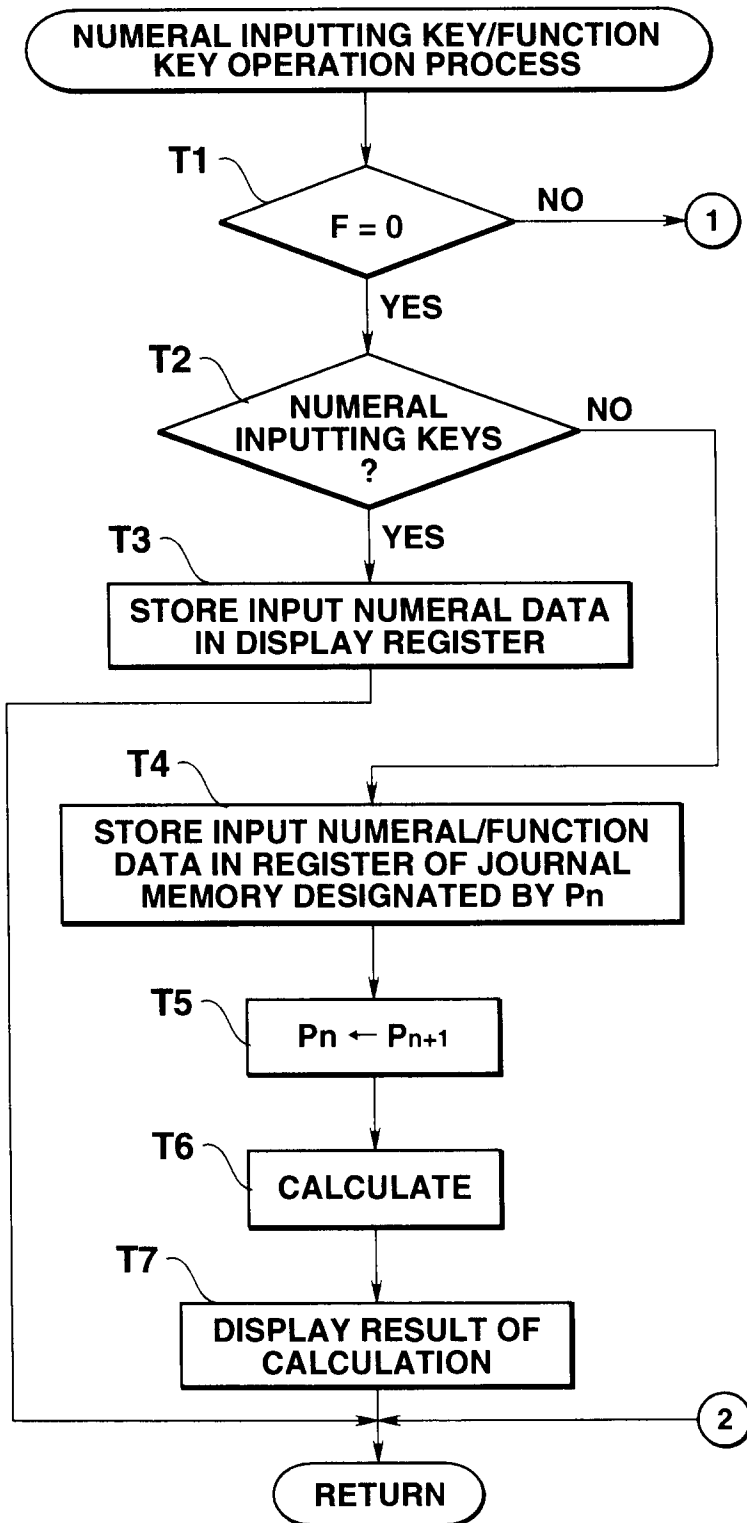 NUMERAL INPUTTING KEY/FUNCTION
KEY OPERATION PROCESS
T1
F = 0
NO
1
YES
T2
NUMERAL
INPUTTING KEYS
?
NO
YES
T3
STORE INPUT NUMERAL DATA
IN DISPLAY REGISTER
T4
STORE INPUT NUMERAL/FUNCTION
DATA IN REGISTER OF JOURNAL
MEMORY DESIGNATED BY Pn
T5
Pn ← Pn+1
T6
CALCULATE
T7
DISPLAY RESULT OF
CALCULATION
2
RETURN